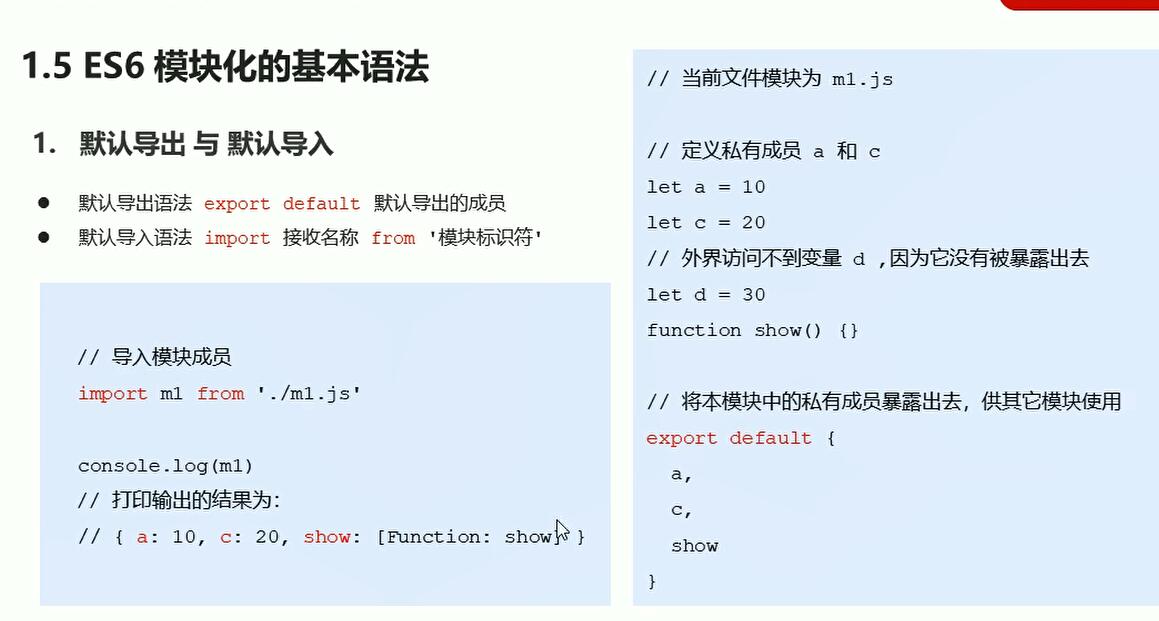 1.5 ES6 模块化的基本语法
1. 默认导出 与 默认导入
● 默认导出语法 export default 默认导出的成员
● 默认导入语法 import 接收名称 from '模块标识符'
// 导入模块成员
import m1 from './m1.js'
console.log(m1)
// 打印输出的结果为：
// { a: 10, c: 20, show: [Function: show] }
// 当前文件模块为 m1.js
// 定义私有成员 a 和 c
let a = 10
let c = 20
// 外界访问不到变量 d ,因为它没有被暴露出去
let d = 30
function show() {}
// 将本模块中的私有成员暴露出去，供其它模块使用
export default {
a,
c,
show
}